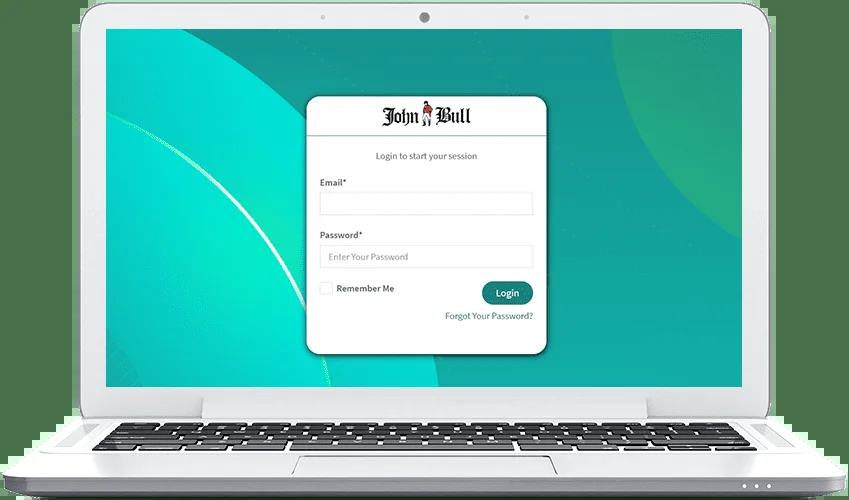 John Bull
Login to start your session
Email*
Password*
Enter Your Password
Remember Me
Login
Forgot Your Password?